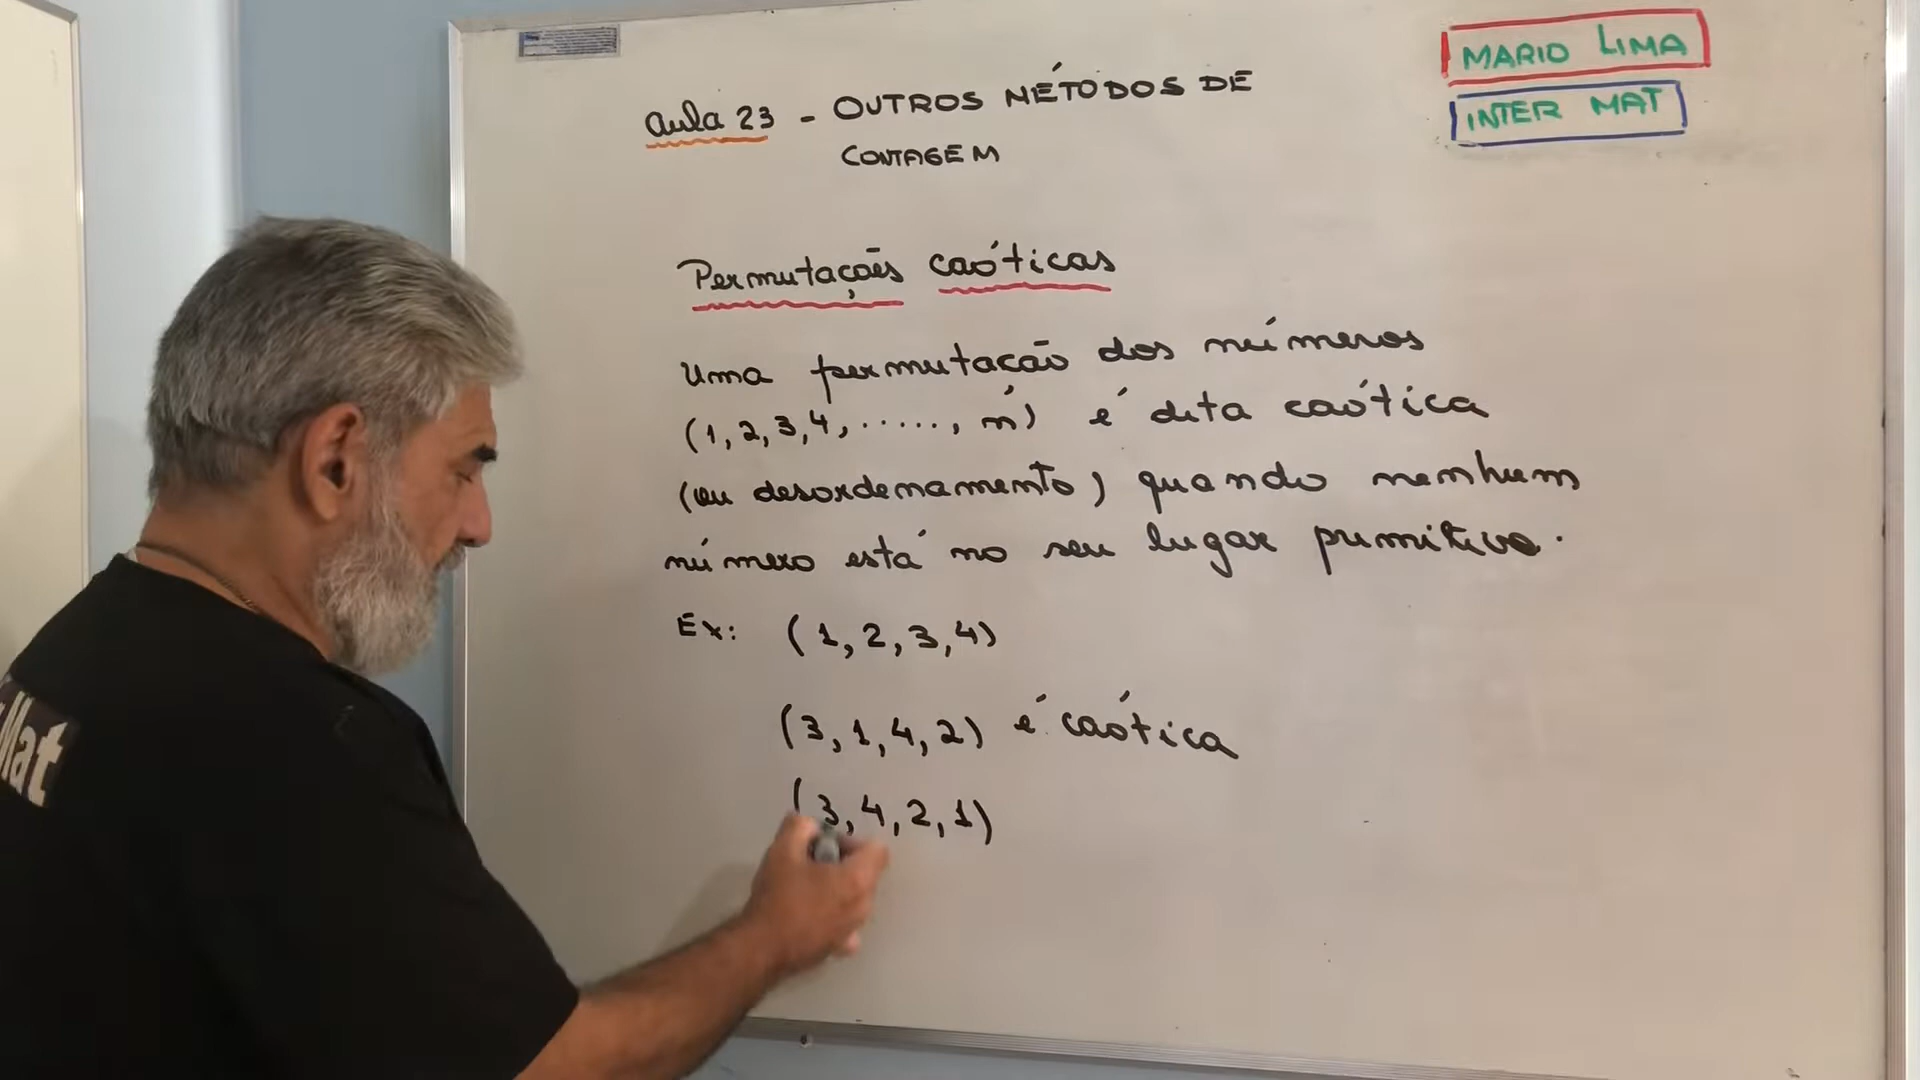 Aula 23 - OUTROS MÉTODOS DE
CONTAGEM
MARIO LIMA
INTER MAT
Permutações caóticas
Uma permutação dos números
(1, 2, 3, 4, ....., n) é dita caótica
(ou desordenamento) quando nenhum
número está no seu lugar primitivo.
Ex: (1, 2, 3, 4)
(3, 1, 4, 2) é caótica
(3, 4, 2, 1)
Mat